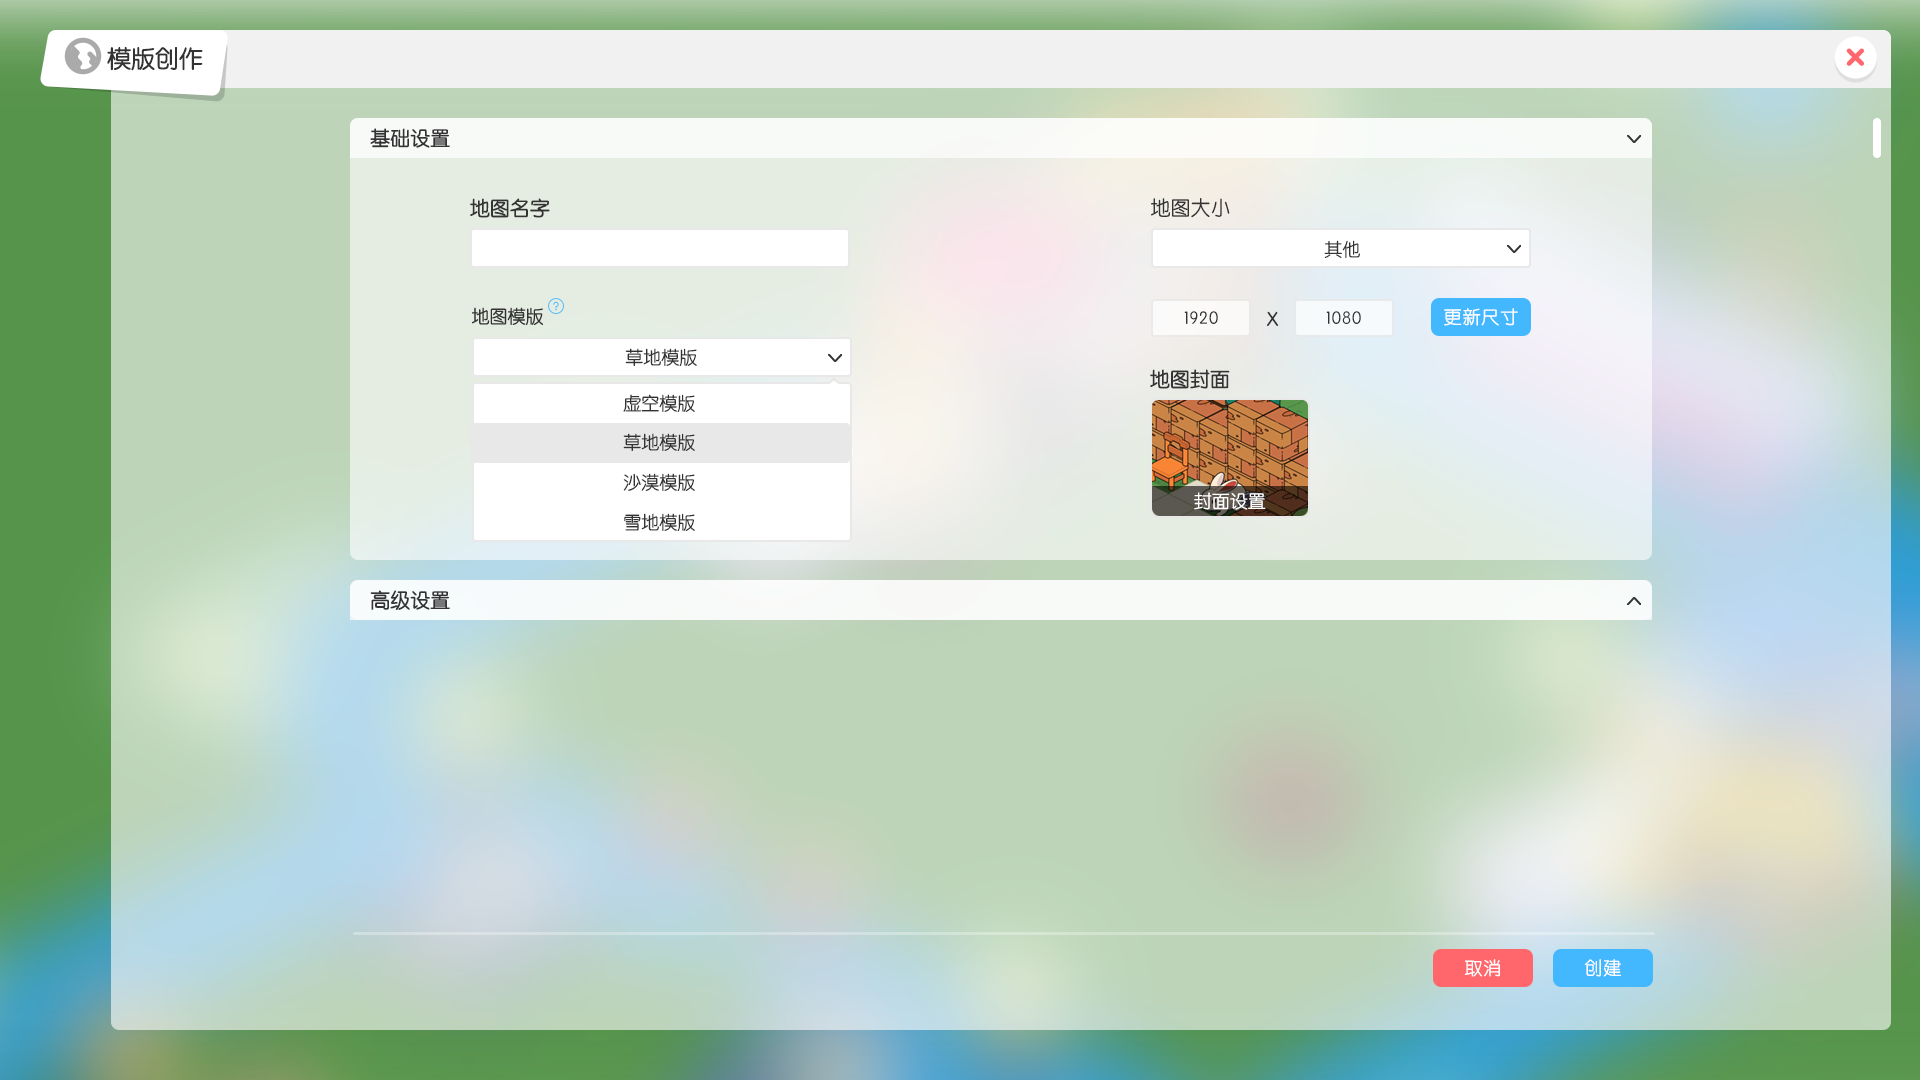 模版创作
基础设置
地图名字
地图大小
其他
地图模版 ?
1920 X 1080 更新尺寸
草地模版
地图封面
虚空模版
草地模版
沙漠模版
雪地模版
封面设置
高级设置
取消 创建